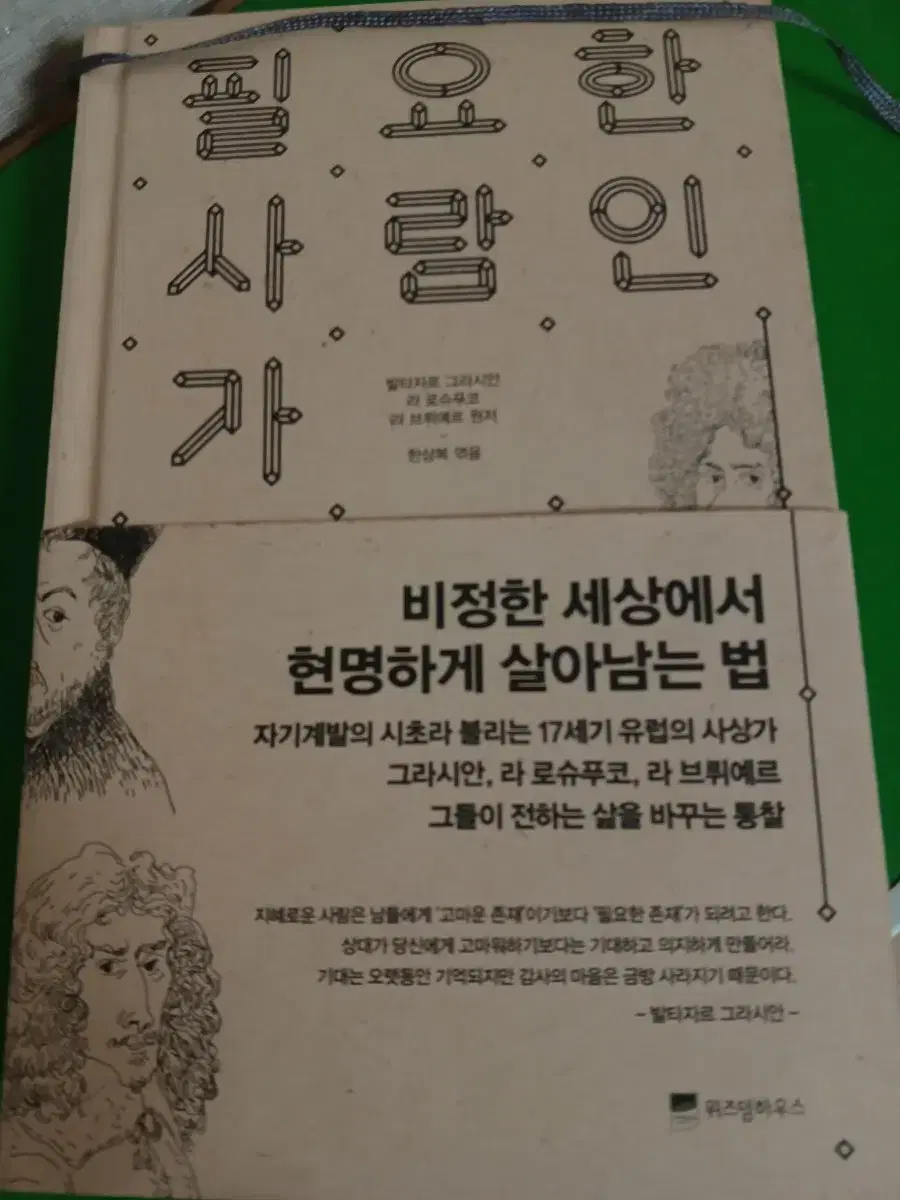 필요한
사람인
가
발타자르 그라시안
라 로슈푸코
라 브뤼예르 원저
한상복 엮음
비정한 세상에서
현명하게 살아남는 법
자기계발의 시초라 불리는 17세기 유럽의 사상가
그라시안, 라 로슈푸코, 라 브뤼예르
그들이 전하는 삶을 바꾸는 통찰
지혜로운 사람은 남들에게 '고마운 존재'이기보다 '필요한 존재'가 되려고 한다.
상대가 당신에게 고마워하기보다는 기대하고 의지하게 만들어라.
기대는 오랫동안 기억되지만 감사의 마음은 금방 사라지기 때문이다.
– 발타자르 그라시안 –
위즈덤하우스